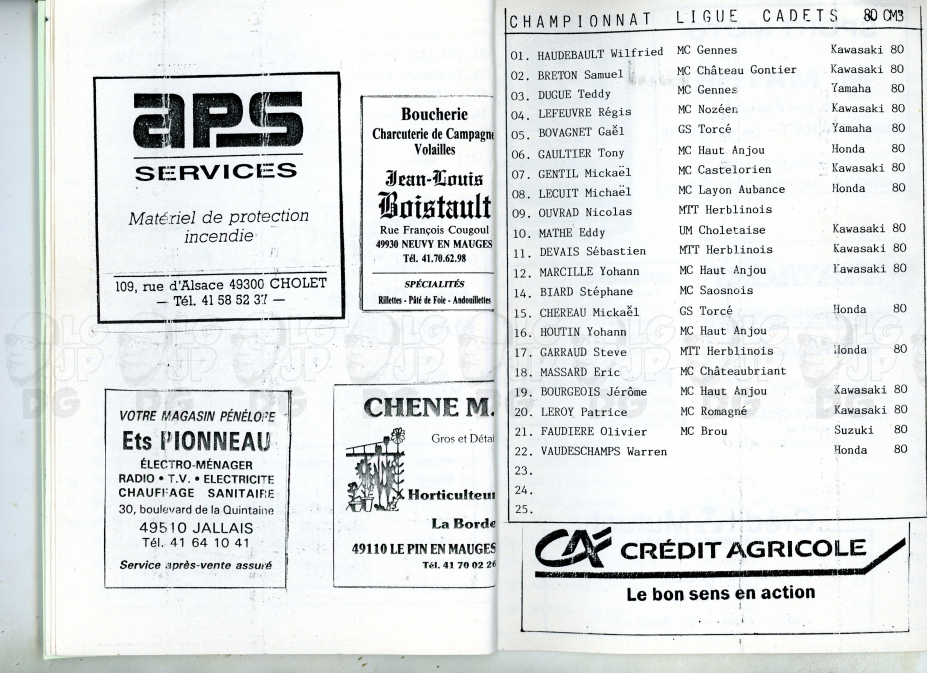 aps
SERVICES
Matériel de protection
incendie
109, rue d'Alsace 49300 CHOLET
— Tél. 41 58 52 37 —
Boucherie
Charcuterie de Campagne
Volailles
Jean-Louis
Boistault
Rue François Cougoul
49930 NEUVY EN MAUGES
Tél. 41.70.62.98
SPÉCIALITÉS
Rillettes - Pâté de Foie - Andouillettes
VOTRE MAGASIN PÉNÉLOPE
Ets PIONNEAU
ÉLECTRO-MÉNAGER
RADIO • T.V. • ELECTRICITE
CHAUFFAGE SANITAIRE
30, boulevard de la Quintaine
49510 JALLAIS
Tél. 41 64 10 41
Service après-vente assuré
CHENE M.
Gros et Détai
Horticulteur
La Borde
49110 LE PIN EN MAUGES
Tél. 41 70 02 26
CHAMPIONNAT LIGUE CADETS 80 CM3
01. HAUDEBAULT Wilfried MC Gennes Kawasaki 80
02. BRETON Samuel MC Château Gontier Kawasaki 80
03. DUGUE Teddy MC Gennes Yamaha 80
04. LEFEUVRE Régis MC Nozéen Kawasaki 80
05. BOVAGNET Gaël GS Torcé Yamaha 80
06. GAULTIER Tony MC Haut Anjou Honda 80
07. GENTIL Mickaël MC Castelorien Kawasaki 80
08. LECUIT Michaël MC Layon Aubance Honda 80
09. OUVRAD Nicolas MTT Herblinois
10. MATHE Eddy UM Choletaise Kawasaki 80
11. DEVAIS Sébastien MTT Herblinois Kawasaki 80
12. MARCILLE Yohann MC Haut Anjou Kawasaki 80
14. BIARD Stéphane MC Saosnois
15. CHEREAU Mickaël GS Torcé Honda 80
16. HOUTIN Yohann MC Haut Anjou
17. GARRAUD Steve MTT Herblinois Honda 80
18. MASSARD Eric MC Châteaubriant
19. BOURGEOIS Jérôme MC Haut Anjou Kawasaki 80
20. LEROY Patrice MC Romagné Kawasaki 80
21. FAUDIERE Olivier MC Brou Suzuki 80
22. VAUDESCHAMPS Warren Honda 80
23.
24.
25.
CA
CRÉDIT AGRICOLE
Le bon sens en action
LG
JP
DG